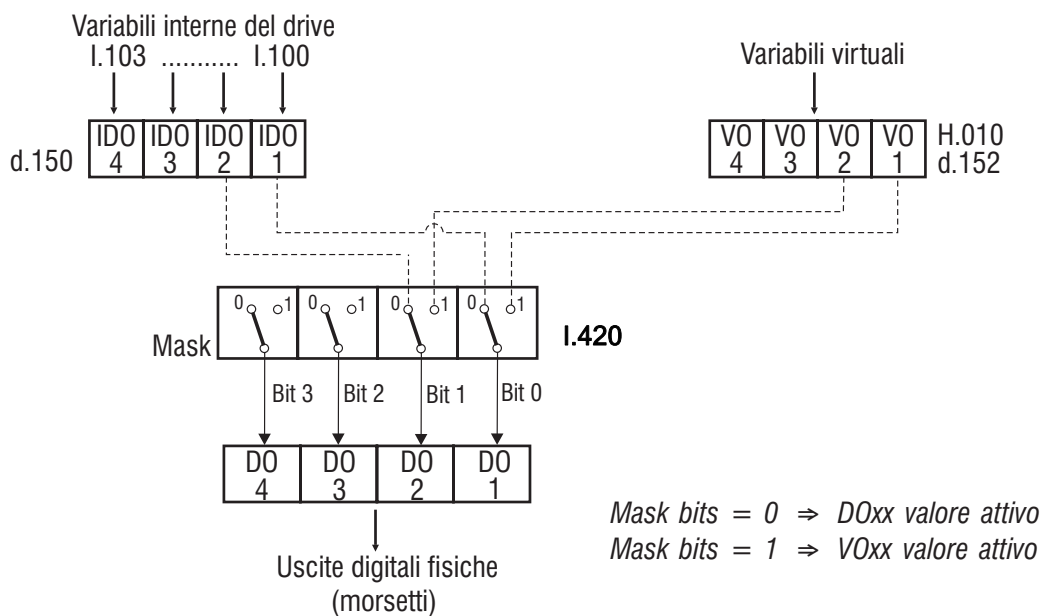 Variabili interne del drive
I.103 ........... I.100
Variabili virtuali
d.150
IDO 4
IDO 3
IDO 2
IDO 1
VO 4
VO 3
VO 2
VO 1
H.010
d.152
Mask
0 1
0 1
0 1
0 1
I.420
Bit 3
Bit 2
Bit 1
Bit 0
DO 4
DO 3
DO 2
DO 1
Mask bits = 0 ⇒ DOxx valore attivo
Mask bits = 1 ⇒ VOxx valore attivo
Uscite digitali fisiche
(morsetti)